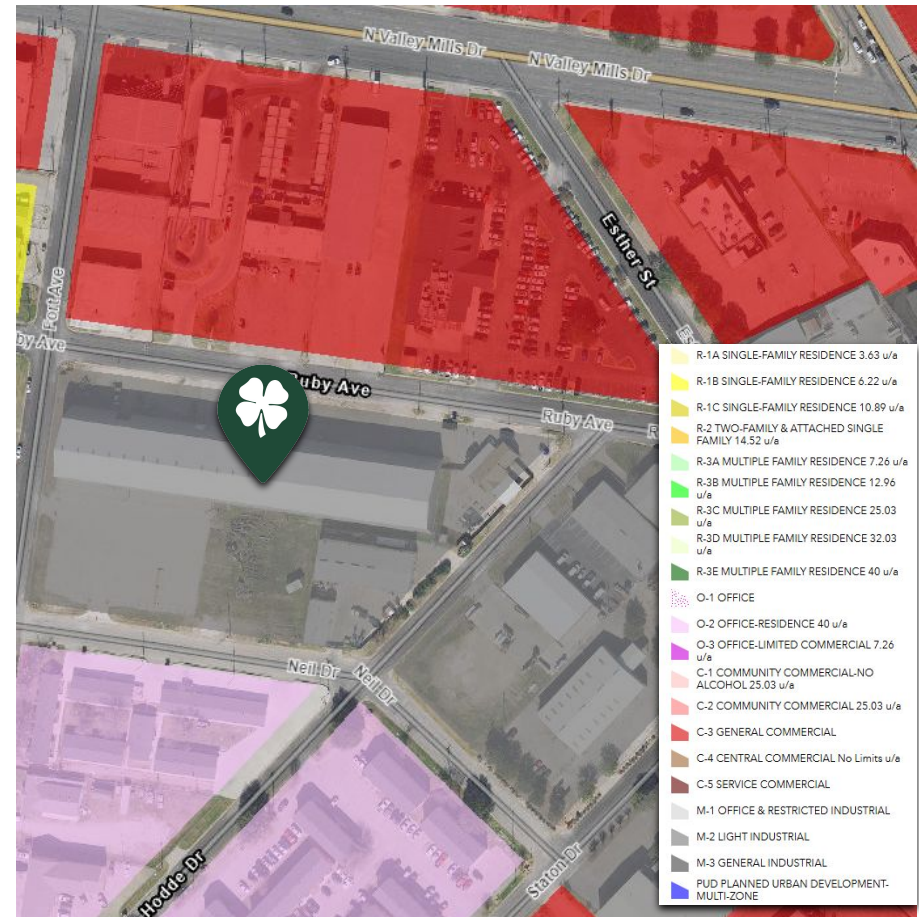 N Valley Mills Dr
N Valley Mills Dr
Esther St
Fort Ave
by Ave
Ruby Ave
Ruby Ave
R
Es
Neil Dr
Neil Dr
Hodde Dr
Staton Dr
R-1A SINGLE-FAMILY RESIDENCE 3.63 u/a
R-1B SINGLE-FAMILY RESIDENCE 6.22 u/a
R-1C SINGLE-FAMILY RESIDENCE 10.89 u/a
R-2 TWO-FAMILY & ATTACHED SINGLE
FAMILY 14.52 u/a
R-3A MULTIPLE FAMILY RESIDENCE 7.26 u/a
R-3B MULTIPLE FAMILY RESIDENCE 12.96
u/a
R-3C MULTIPLE FAMILY RESIDENCE 25.03
u/a
R-3D MULTIPLE FAMILY RESIDENCE 32.03
u/a
R-3E MULTIPLE FAMILY RESIDENCE 40 u/a
O-1 OFFICE
O-2 OFFICE-RESIDENCE 40 u/a
O-3 OFFICE-LIMITED COMMERCIAL 7.26
u/a
C-1 COMMUNITY COMMERCIAL-NO
ALCOHOL 25.03 u/a
C-2 COMMUNITY COMMERCIAL 25.03 u/a
C-3 GENERAL COMMERCIAL
C-4 CENTRAL COMMERCIAL No Limits u/a
C-5 SERVICE COMMERCIAL
M-1 OFFICE & RESTRICTED INDUSTRIAL
M-2 LIGHT INDUSTRIAL
M-3 GENERAL INDUSTRIAL
PUD PLANNED URBAN DEVELOPMENT-
MULTI-ZONE